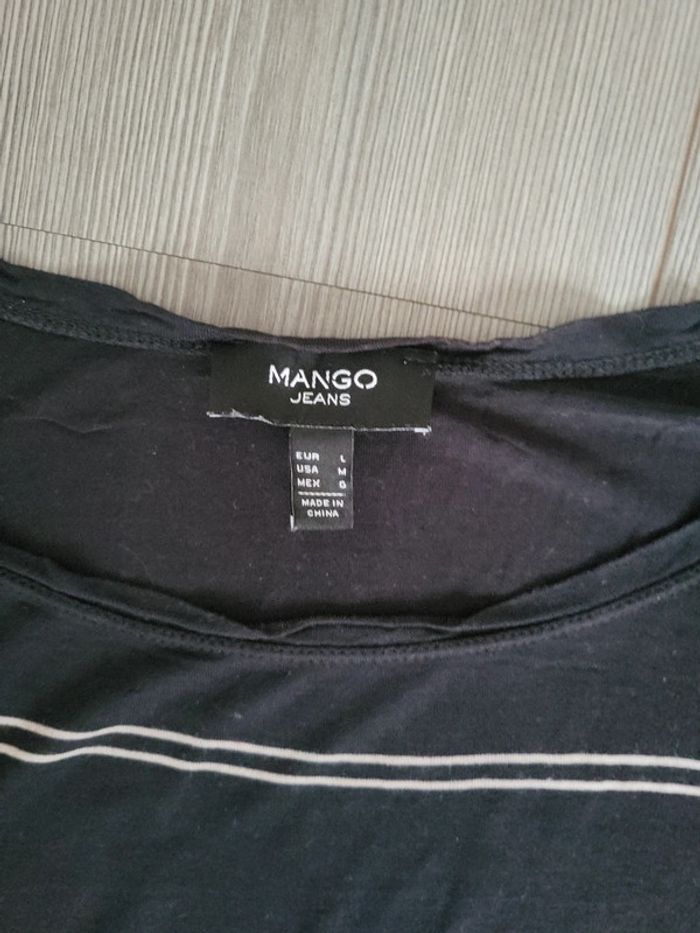 MANGO
JEANS
EUR L
USA M
MEX G
MADE IN
CHINA